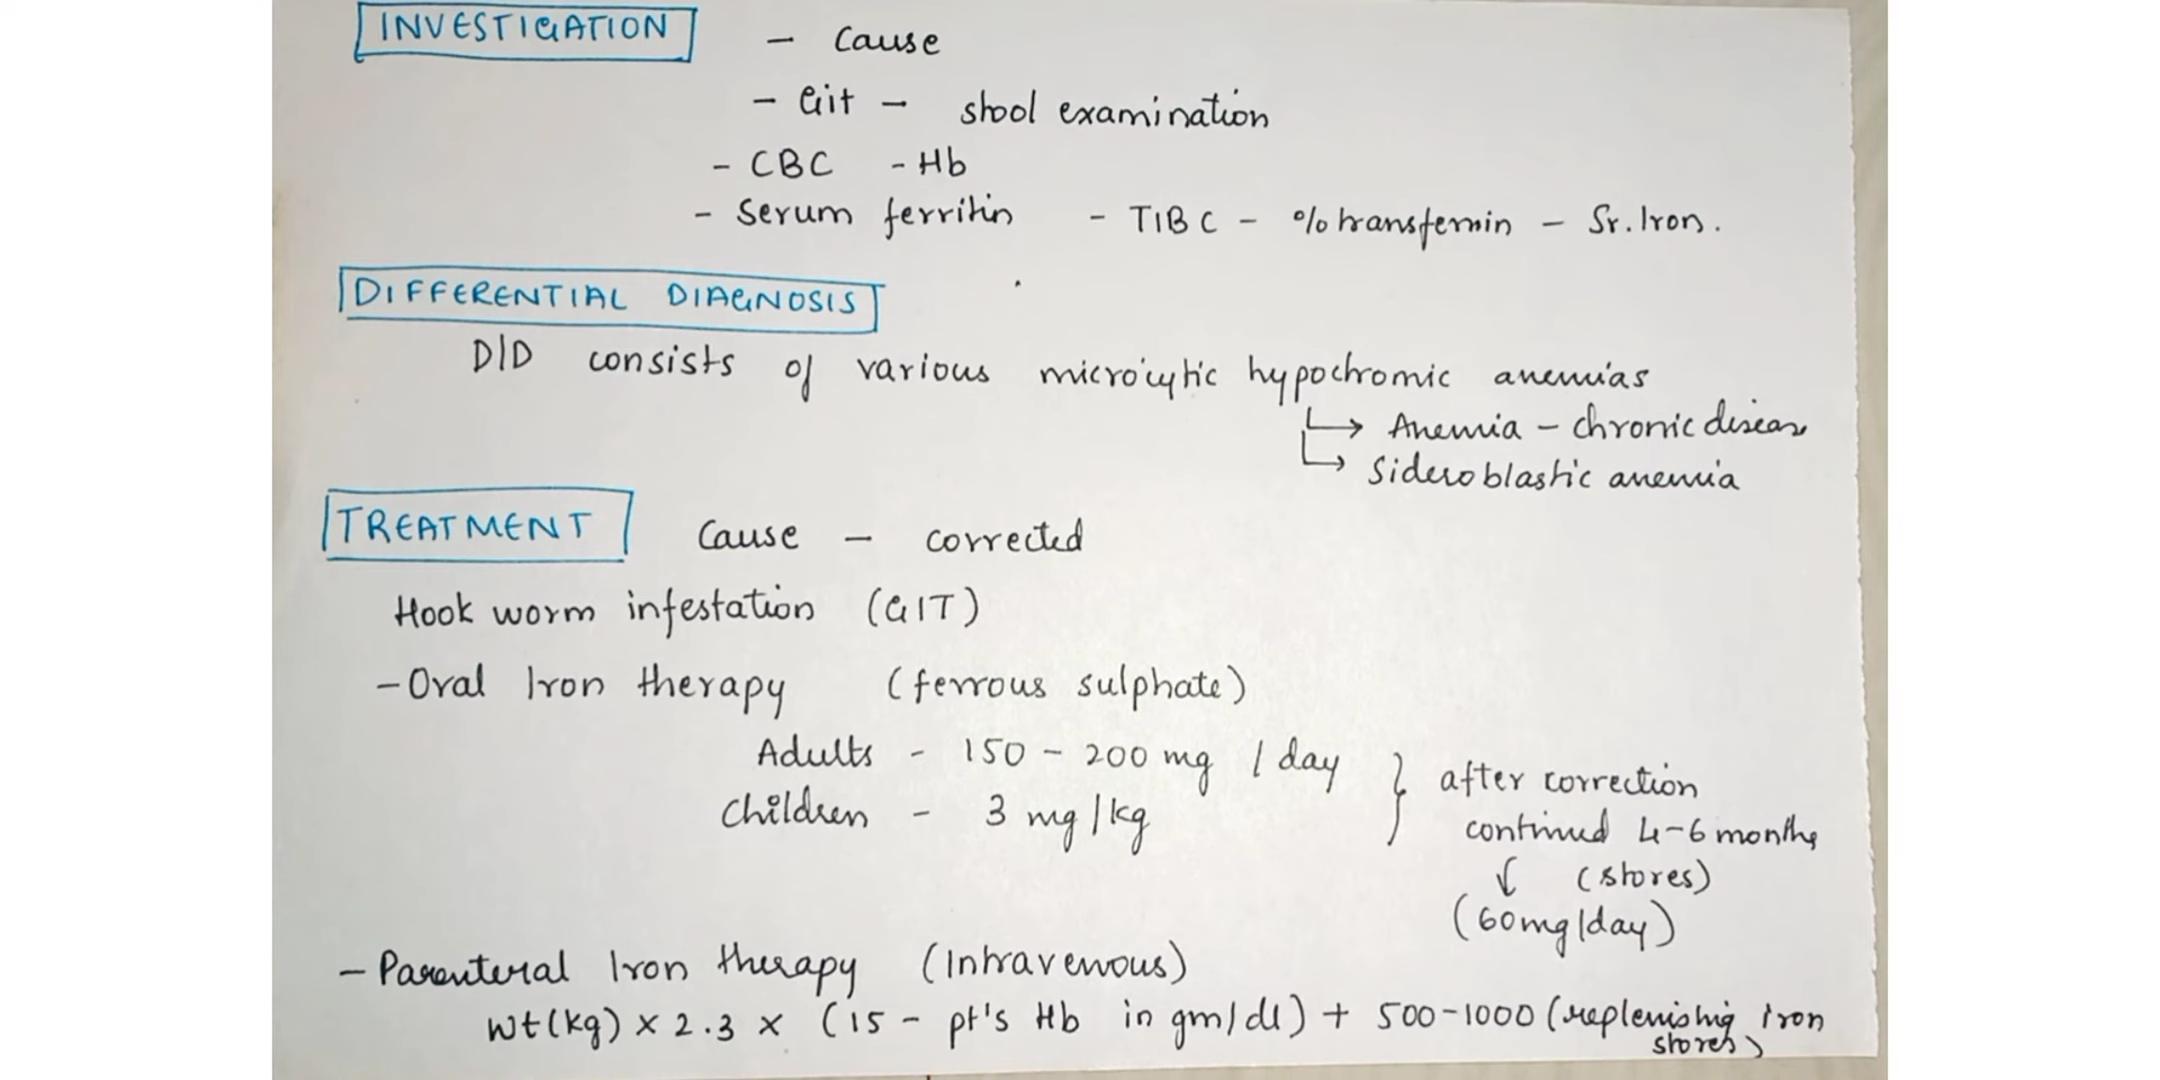 INVESTIGATION - Cause
- Git - stool examination
- CBC - Hb
- Serum ferritin - TIBC - % transferrin - Sr. Iron.
DIFFERENTIAL DIAGNOSIS
D/D consists of various microcytic hypochromic anemias
→ Anemia - chronic disease
→ Sideroblastic anemia
TREATMENT Cause - corrected
Hook worm infestation (GIT)
- Oral Iron therapy (ferrous sulphate)
Adults - 150 - 200 mg / day } after correction
Children - 3 mg/kg continued 4-6 months
↓ (stores)
(60mg/day)
- Parenteral Iron therapy (Intravenous)
Wt(kg) x 2.3 x (15 - pt's Hb in gm/dl) + 500-1000 (replenishig iron
stores)